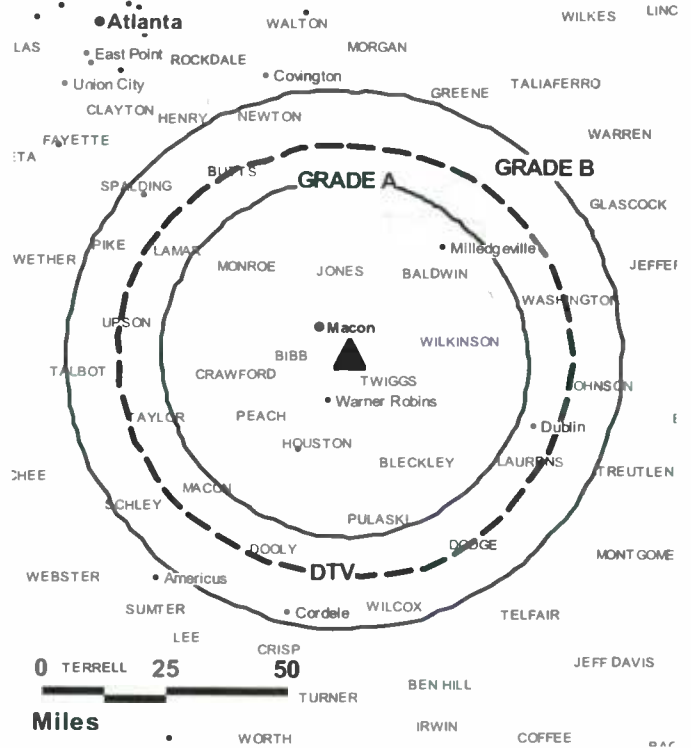 LINC
WILKES
Atlanta
WALTON
LAS
MORGAN
East Point
ROCKDALE
Covington
Union City
TALIAFERRO
GREENE
CLAYTON
HENRY
NEWTON
WARREN
FAYETTE
ETA
GRADE B
BUTTS
GRADE A
SPALDING
GLASCOCK
PIKE
LAMAR
Milledgeville
WETHER
MONROE
JONES
BALDWIN
JEFFER
WASHINGTON
UPSON
Macon
WILKINSON
BIBB
TALBOT
CRAWFORD
TWIGGS
OHNSON
Warner Robins
TAYLOR
PEACH
Dublin
HOUSTON
BLECKLEY
LAURENS
CHEE
TREUTLEN
MACON
SCHLEY
PULASKI
DOOLY
DODGE
MONTGOME
DTV
WEBSTER
Americus
SUMTER
Cordele
WILCOX
TELFAIR
LEE
CRISP
JEFF DAVIS
0 TERRELL 25 50
BEN HILL
TURNER
Miles
IRWIN
WORTH
COFFEE